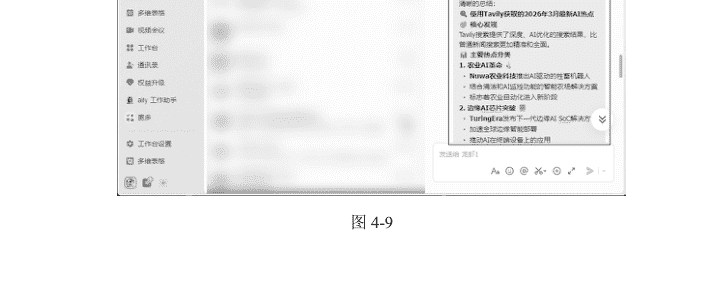 多维表格
视频会议
工作台
通讯录
权益升级
aily 工作助手
更多
工作台设置
多维表格
清晰的总结:
使用Tavily获取的2026年3月最新AI热点
核心发现
Tavily搜索提供了深度、AI优化的搜索结果，比
普通新闻搜索更加精准和全面。
主要热点分类
1. 农业AI革命
· Nuwa农业科技推出AI驱动的
· 综合清洁和AI监控功能的智能农场解决方案
· 标志着农业自动化进入新阶段
2. 边缘AI芯片突破
· TuringEra发布下一代边缘AI SoC解决方
· 加速全球边缘智能部署
· 推动AI在终端设备上的应用
发送给 龙虾1
Aa
图 4-9